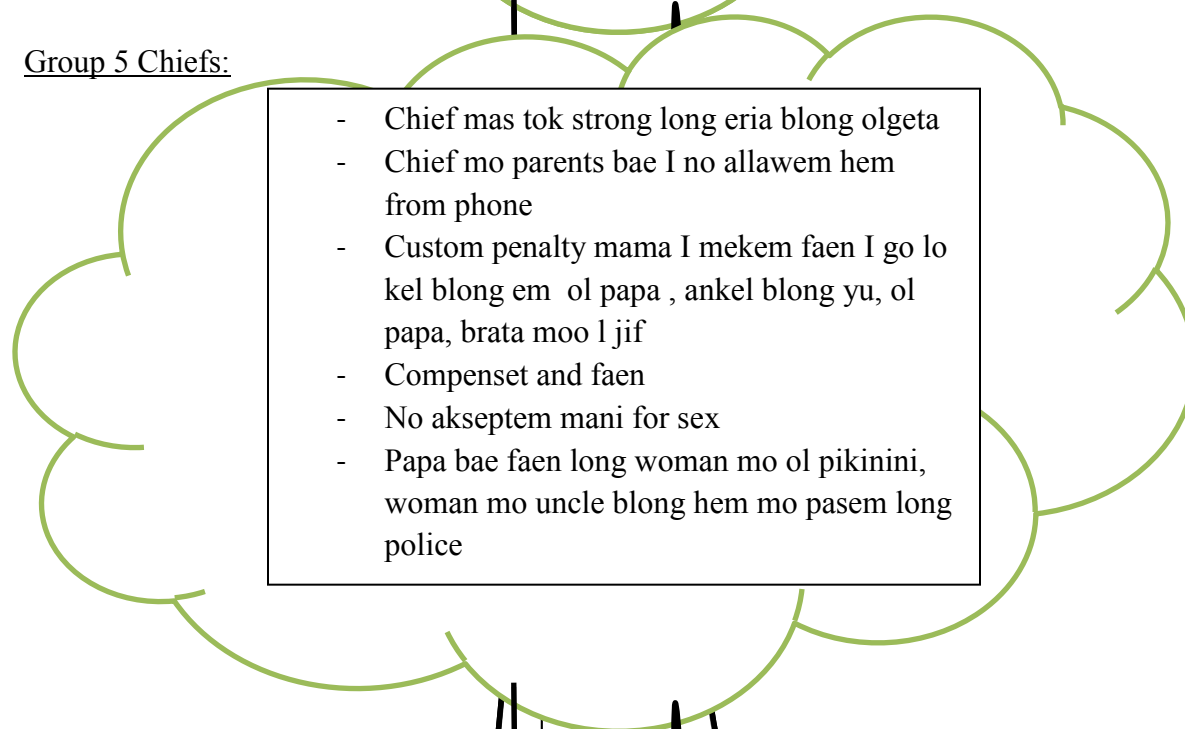 Group 5 Chiefs:
- Chief mas tok strong long eria blong olgeta
- Chief mo parents bae I no allawem hem
from phone
- Custom penalty mama I mekem faen I go lo
kel blong em ol papa , ankel blong yu, ol
papa, brata moo l jif
- Compenset and faen
- No akseptem mani for sex
- Papa bae faen long woman mo ol pikinini,
woman mo uncle blong hem mo pasem long
police